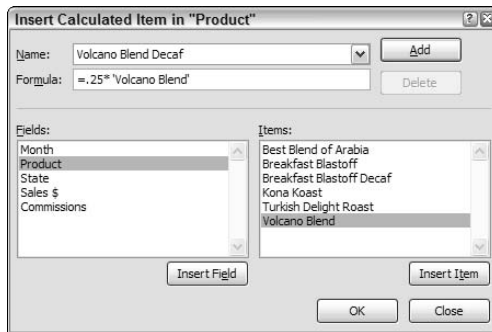 Insert Calculated Item in "Product"
Name: Volcano Blend Decaf Add
Formula: =.25* 'Volcano Blend' Delete
Fields: Items:
Month Best Blend of Arabia
Product Breakfast Blastoff
State Breakfast Blastoff Decaf
Sales $ Kona Koast
Commissions Turkish Delight Roast
Volcano Blend
Insert Field Insert Item
OK Close